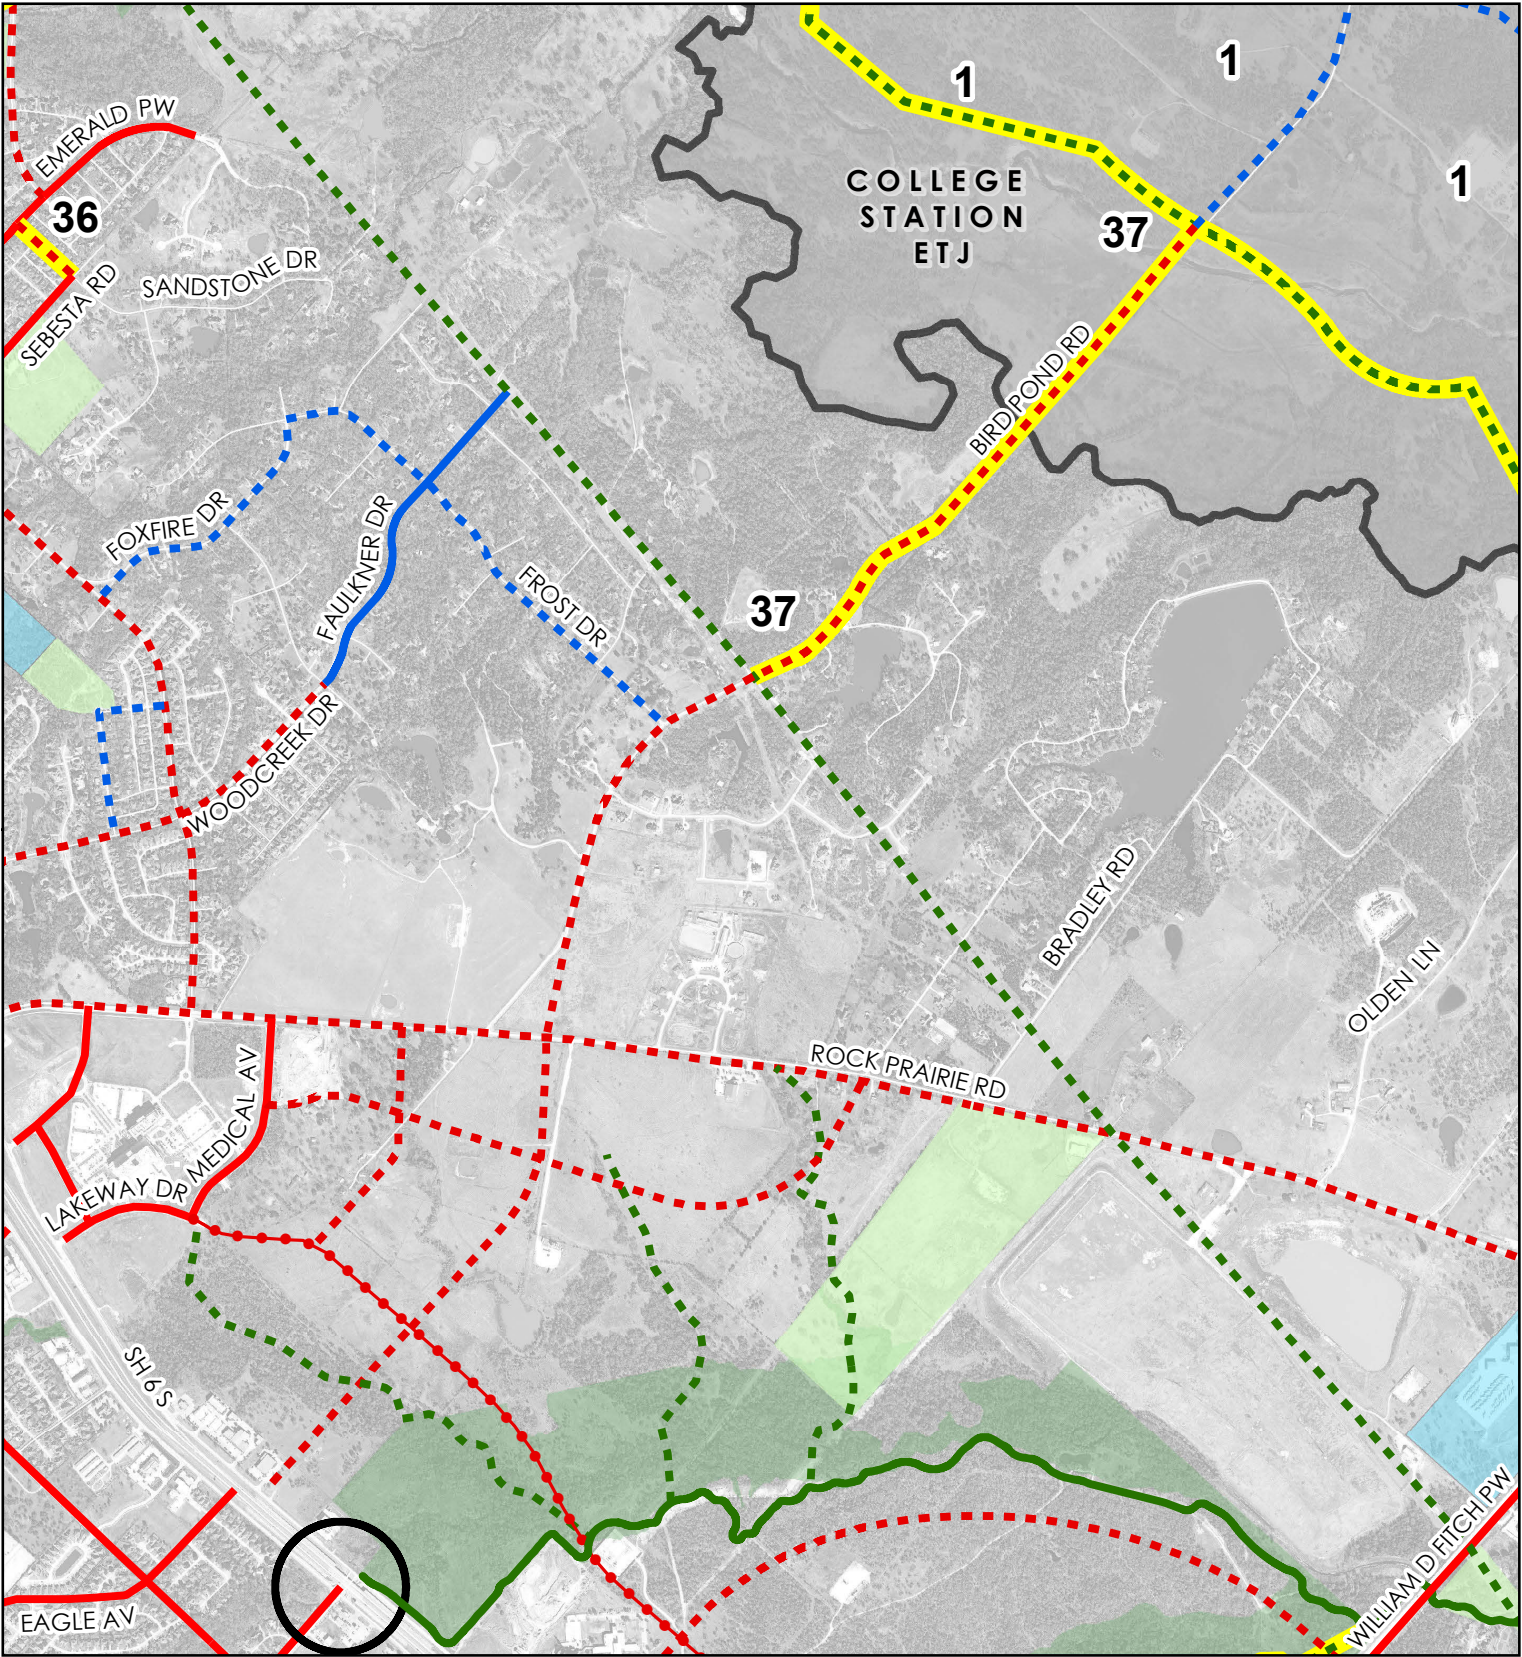 1
1
EMERALD PW
COLLEGE
STATION
ETJ
1
36
37
SANDSTONE DR
SEBESTA RD
BIRD POND RD
FOXFIRE DR
FAULKNER DR
FROST DR
37
WOODCREEK DR
BRADLEY RD
OLDEN LN
ROCK PRAIRIE RD
MEDICAL AV
LAKEWAY DR
SH 6 S
WILLIAM D FITCH PW
EAGLE AV